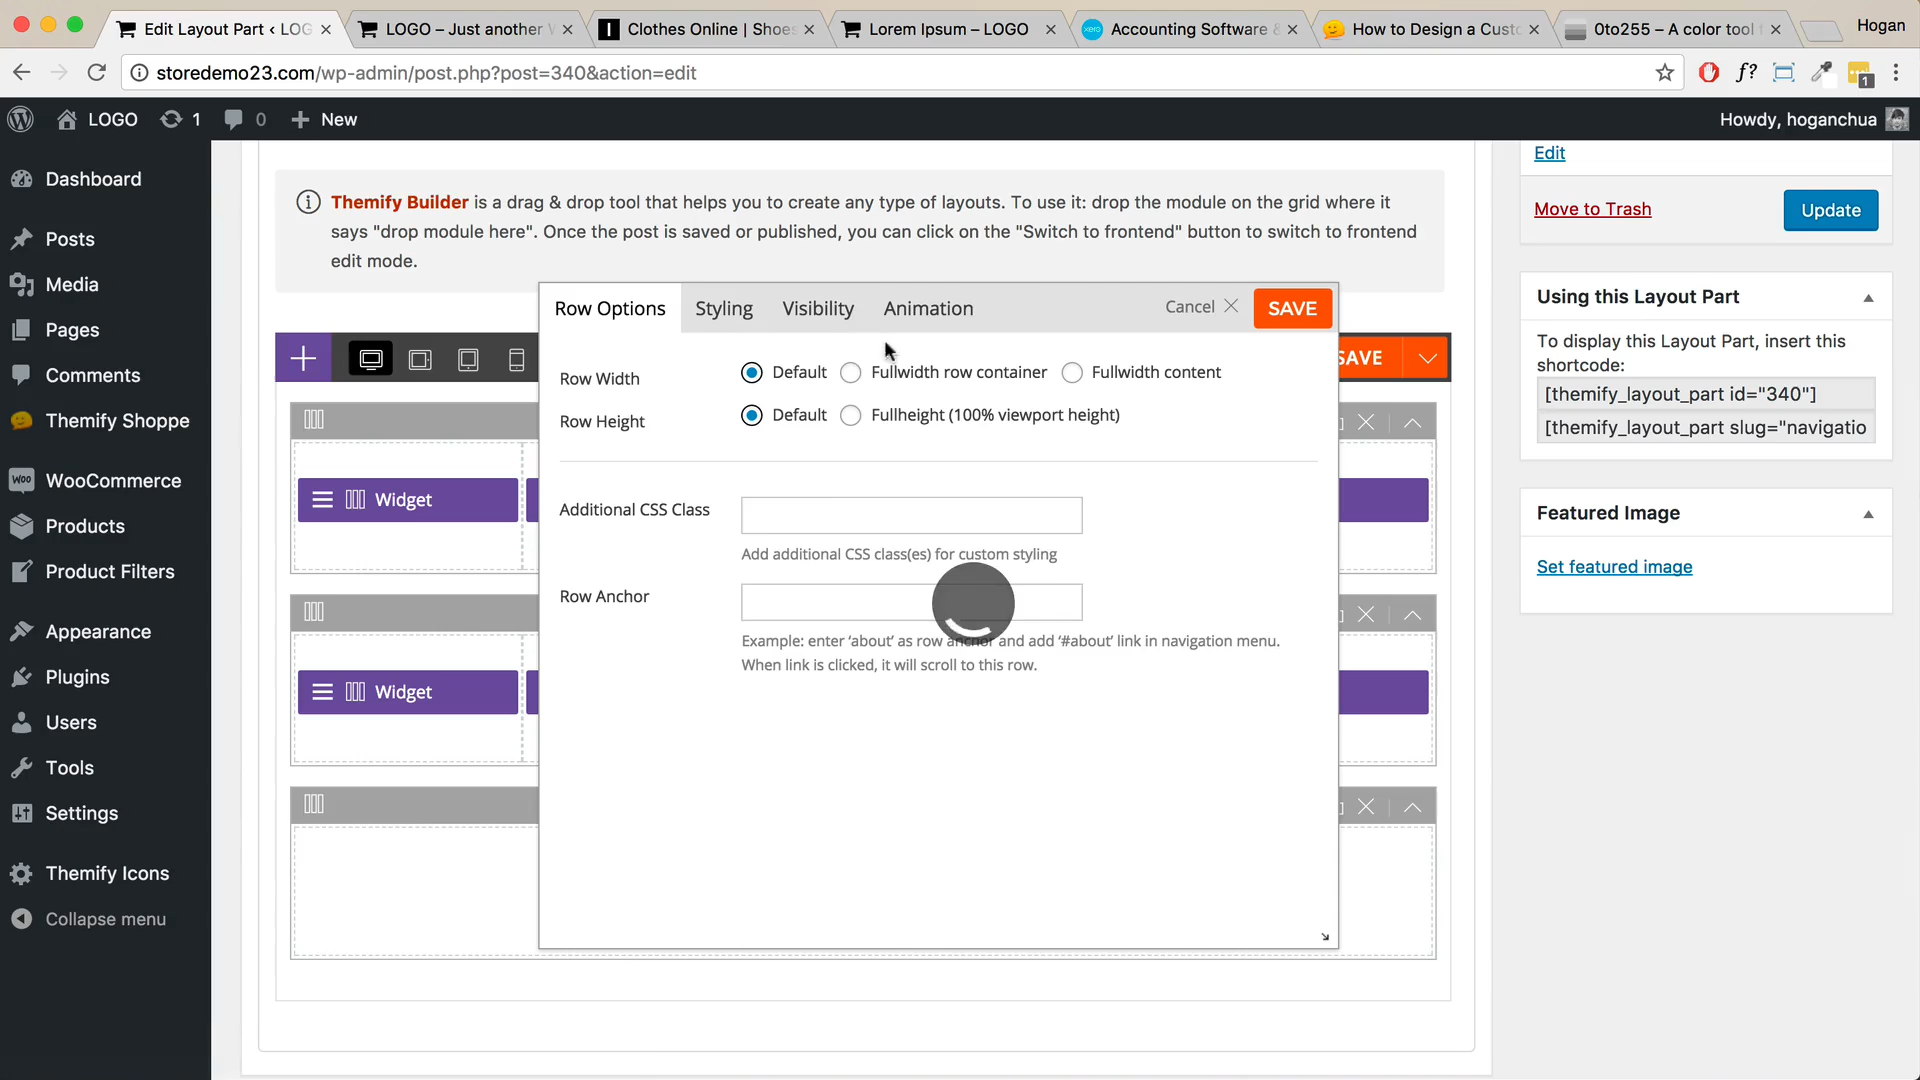 Edit Layout Part ‹ LOG
LOGO – Just another
Clothes Online | Shoes
Lorem Ipsum – LOGO
Accounting Software
How to Design a Custo
0to255 – A color tool
Hogan
storedemo23.com/wp-admin/post.php?post=340&action=edit
f?
1
LOGO
1
0
New
Howdy, hoganchua
Dashboard
Posts
Media
Pages
Comments
Themify Shoppe
WOO WooCommerce
Products
Product Filters
Appearance
Plugins
Users
Tools
Settings
Themify Icons
Collapse menu
Themify Builder is a drag & drop tool that helps you to create any type of layouts. To use it: drop the module on the grid where it
says "drop module here". Once the post is saved or published, you can click on the "Switch to frontend" button to switch to frontend
edit mode.
Row Options
Styling
Visibility
Animation
Cancel
SAVE
SAVE
Row Width
Default
Fullwidth row container
Fullwidth content
Row Height
Default
Fullheight (100% viewport height)
Additional CSS Class
Add additional CSS class(es) for custom styling
Row Anchor
Example: enter ‘about’ as row anchor and add ‘#about’ link in navigation menu.
When link is clicked, it will scroll to this row.
Widget
Widget
Edit
Move to Trash
Update
Using this Layout Part
To display this Layout Part, insert this
shortcode:
[themify_layout_part id="340"]
[themify_layout_part slug="navigatio
Featured Image
Set featured image